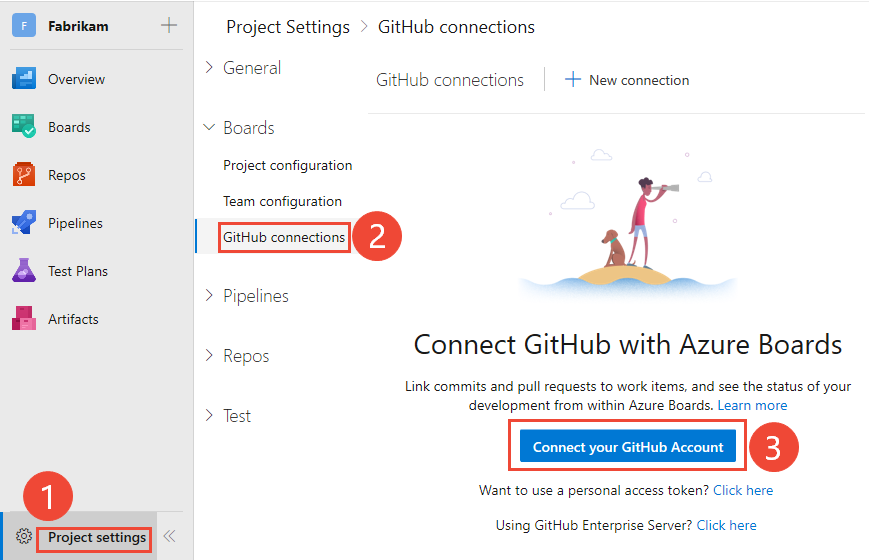 F Fabrikam
Overview
Boards
Repos
Pipelines
Test Plans
Artifacts
1
Project settings
Project Settings > GitHub connections
General
Boards
Project configuration
Team configuration
GitHub connections 2
Pipelines
Repos
Test
GitHub connections
+ New connection
Connect GitHub with Azure Boards
Link commits and pull requests to work items, and see the status of your
development from within Azure Boards. Learn more
Connect your GitHub Account 3
Want to use a personal access token? Click here
Using GitHub Enterprise Server? Click here